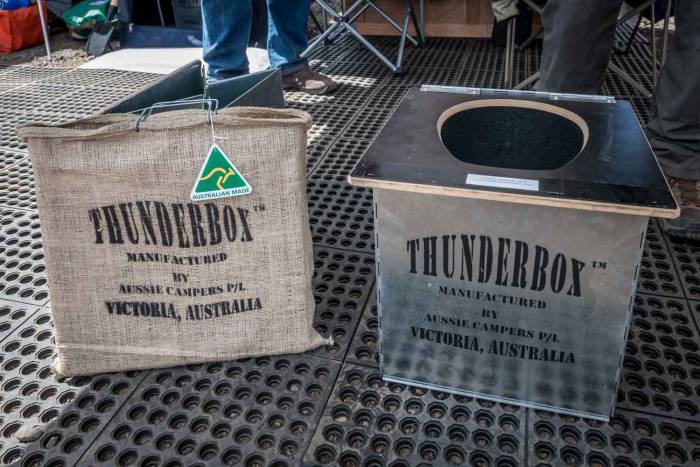 AUSTRALIAN MADE
THUNDERBOX™
MANUFACTURED
BY
AUSSIE CAMPERS P/L
VICTORIA, AUSTRALIA
THUNDERBOX™
MANUFACTURED
BY
AUSSIE CAMPERS P/L
VICTORIA, AUSTRALIA